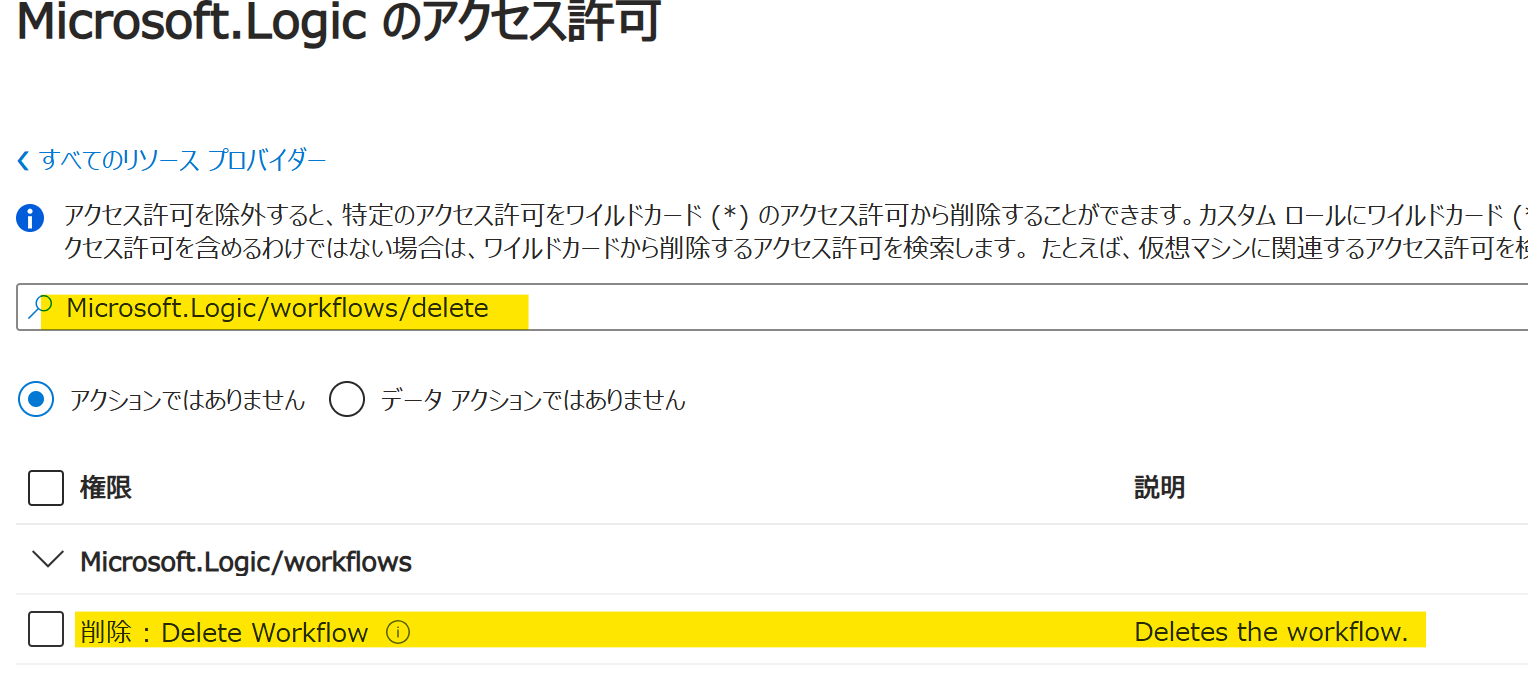 Microsoft.Logic のアクセス許可
すべてのリソース プロバイダー
アクセス許可を除外すると、特定のアクセス許可をワイルドカード (*) のアクセス許可から削除することができます。カスタム ロールにワイルドカード (*
クセス許可を含めるわけではない場合は、ワイルドカードから削除するアクセス許可を検索します。たとえば、仮想マシンに関連するアクセス許可を検
Microsoft.Logic/workflows/delete
アクションではありません データ アクションではありません
権限 説明
Microsoft.Logic/workflows
削除 : Delete Workflow Deletes the workflow.